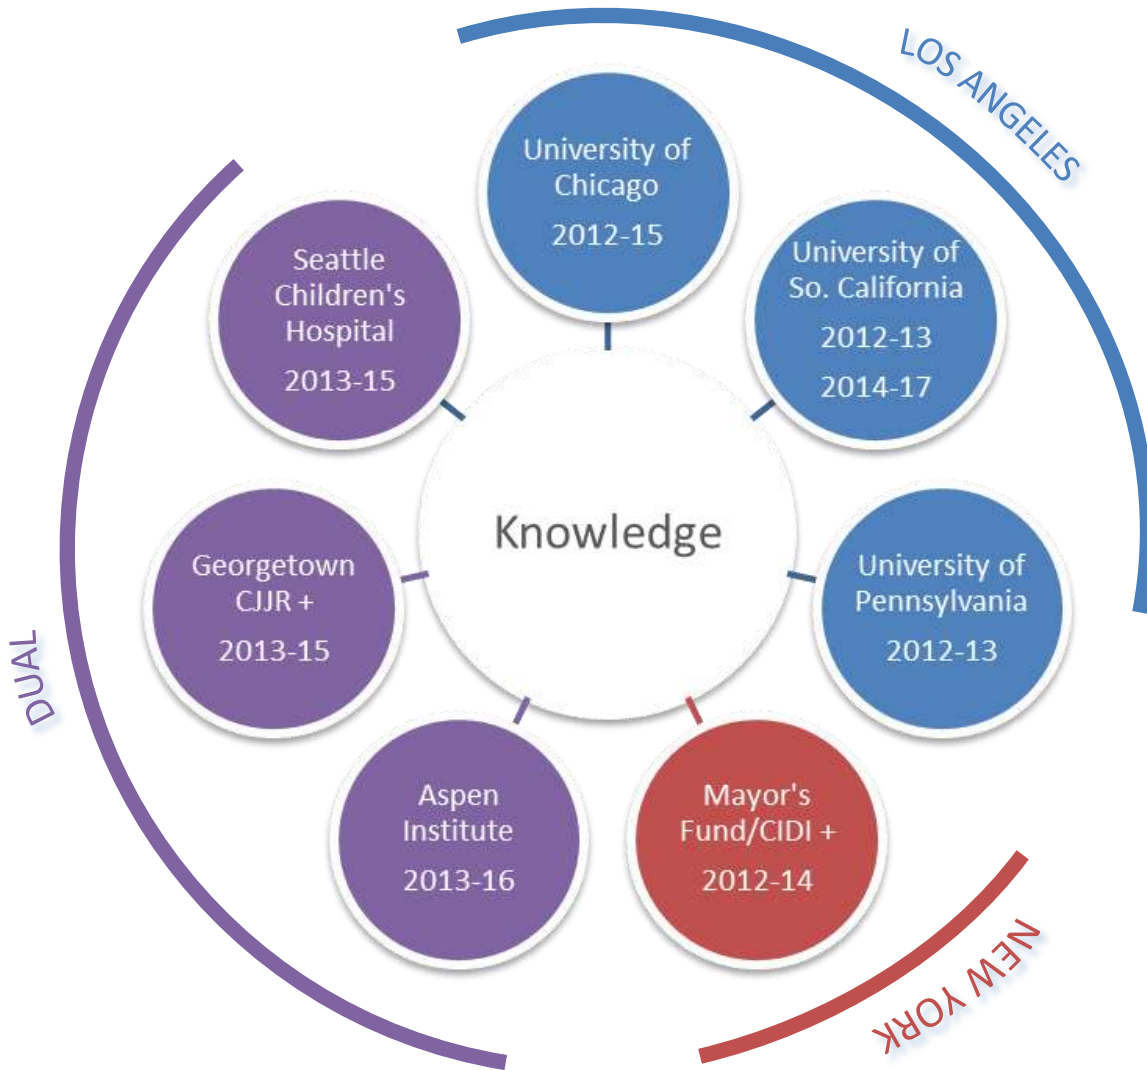 LOS ANGELES
University of
Chicago
2012-15
University of
So. California
2012-13
2014-17
University of
Pennsylvania
2012-13
Mayor's
Fund/CIDI +
2012-14
NEW YORK
Aspen
Institute
2013-16
Georgetown
CJJR +
2013-15
Seattle
Children's
Hospital
2013-15
DUAL
Knowledge